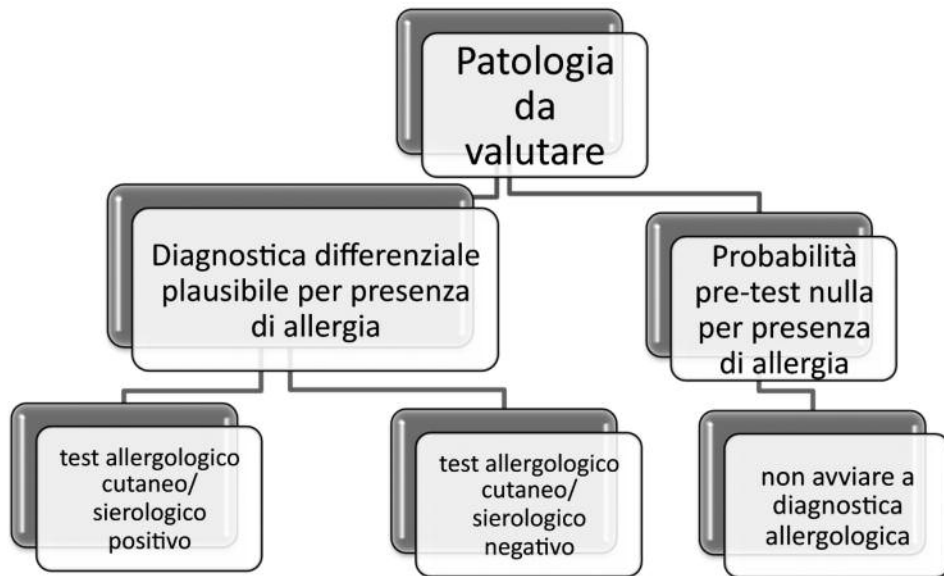 Patologia
da
valutare
Diagnostica differenziale
plausibile per presenza
di allergia
Probabilità
pre-test nulla
per presenza
di allergia
test allergologico
cutaneo/
sierologico
positivo
test allergologico
cutaneo/
sierologico
negativo
non avviare a
diagnostica
allergologica